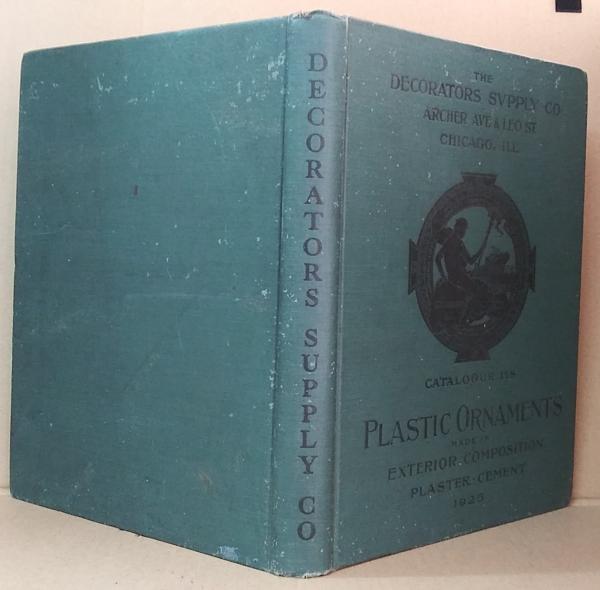 DECORATORS SUPPLY CO
THE
DECORATORS SVPPLY CO
ARCHER AVE & LEO ST.
CHICAGO, ILL.
CATALOGUE 118
PLASTIC ORNAMENTS
MADE IN
EXTERIOR-COMPOSITION
PLASTER-CEMENT
1925